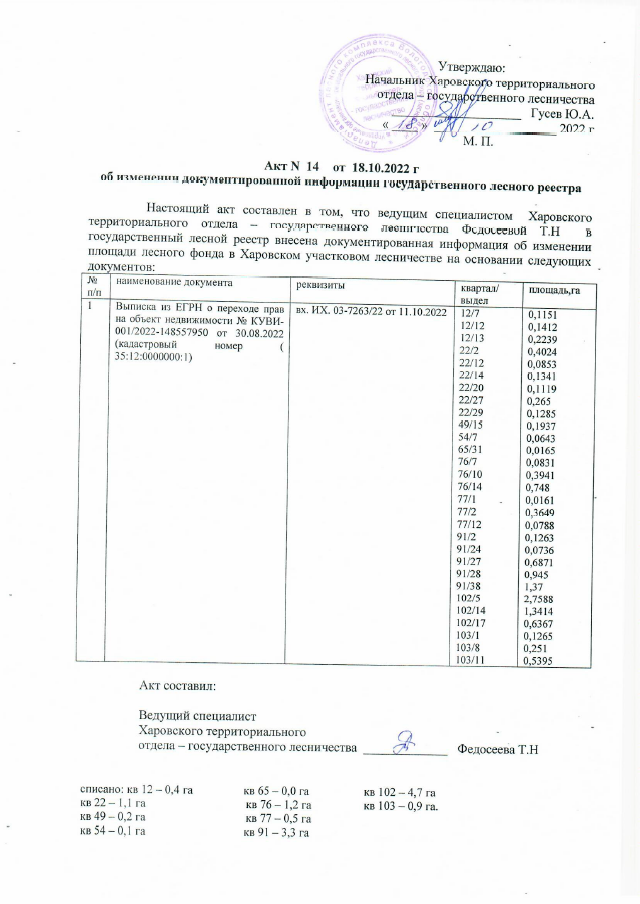 Утверждаю:
Начальник Харовского территориального
отдела – государственного лесничества
Гусев Ю.А.
« 18 » 10 2022 г
М. П.
Акт N 14 от 18.10.2022 г
об изменении документированной информации государственного лесного реестра
Настоящий акт составлен в том, что ведущим специалистом Харовского
территориального отдела – государственного лесничества Федосеевой Т.Н в
государственный лесной реестр внесена документированная информация об изменении
площади лесного фонда в Харовском участковом лесничестве на основании следующих
документов:
№ п/п наименование документа реквизиты квартал/ выдел площадь,га
1 Выписка из ЕГРН о переходе прав вх. ИХ. 03-7263/22 от 11.10.2022 12/7 0,1151
на объект недвижимости № КУВИ- 12/12 0,1412
001/2022-148557950 от 30.08.2022 12/13 0,2239
(кадастровый номер ( 22/2 0,4024
35:12:0000000:1) 22/12 0,0853
22/14 0,1341
22/20 0,1119
22/27 0,265
22/29 0,1285
49/15 0,1937
54/7 0,0643
65/31 0,0165
76/7 0,0831
76/10 0,3941
76/14 0,748
77/1 0,0161
77/2 0,3649
77/12 0,0788
91/2 0,1263
91/24 0,0736
91/27 0,6871
91/28 0,945
91/38 1,37
102/5 2,7588
102/14 1,3414
102/17 0,6367
103/1 0,1265
103/8 0,251
103/11 0,5395
Акт составил:
Ведущий специалист
Харовского территориального
отдела – государственного лесничества Федосеева Т.Н
списано: кв 12 – 0,4 га кв 65 – 0,0 га кв 102 – 4,7 га
кв 22 – 1,1 га кв 76 – 1,2 га кв 103 – 0,9 га.
кв 49 – 0,2 га кв 77 – 0,5 га
кв 54 – 0,1 га кв 91 – 3,3 га